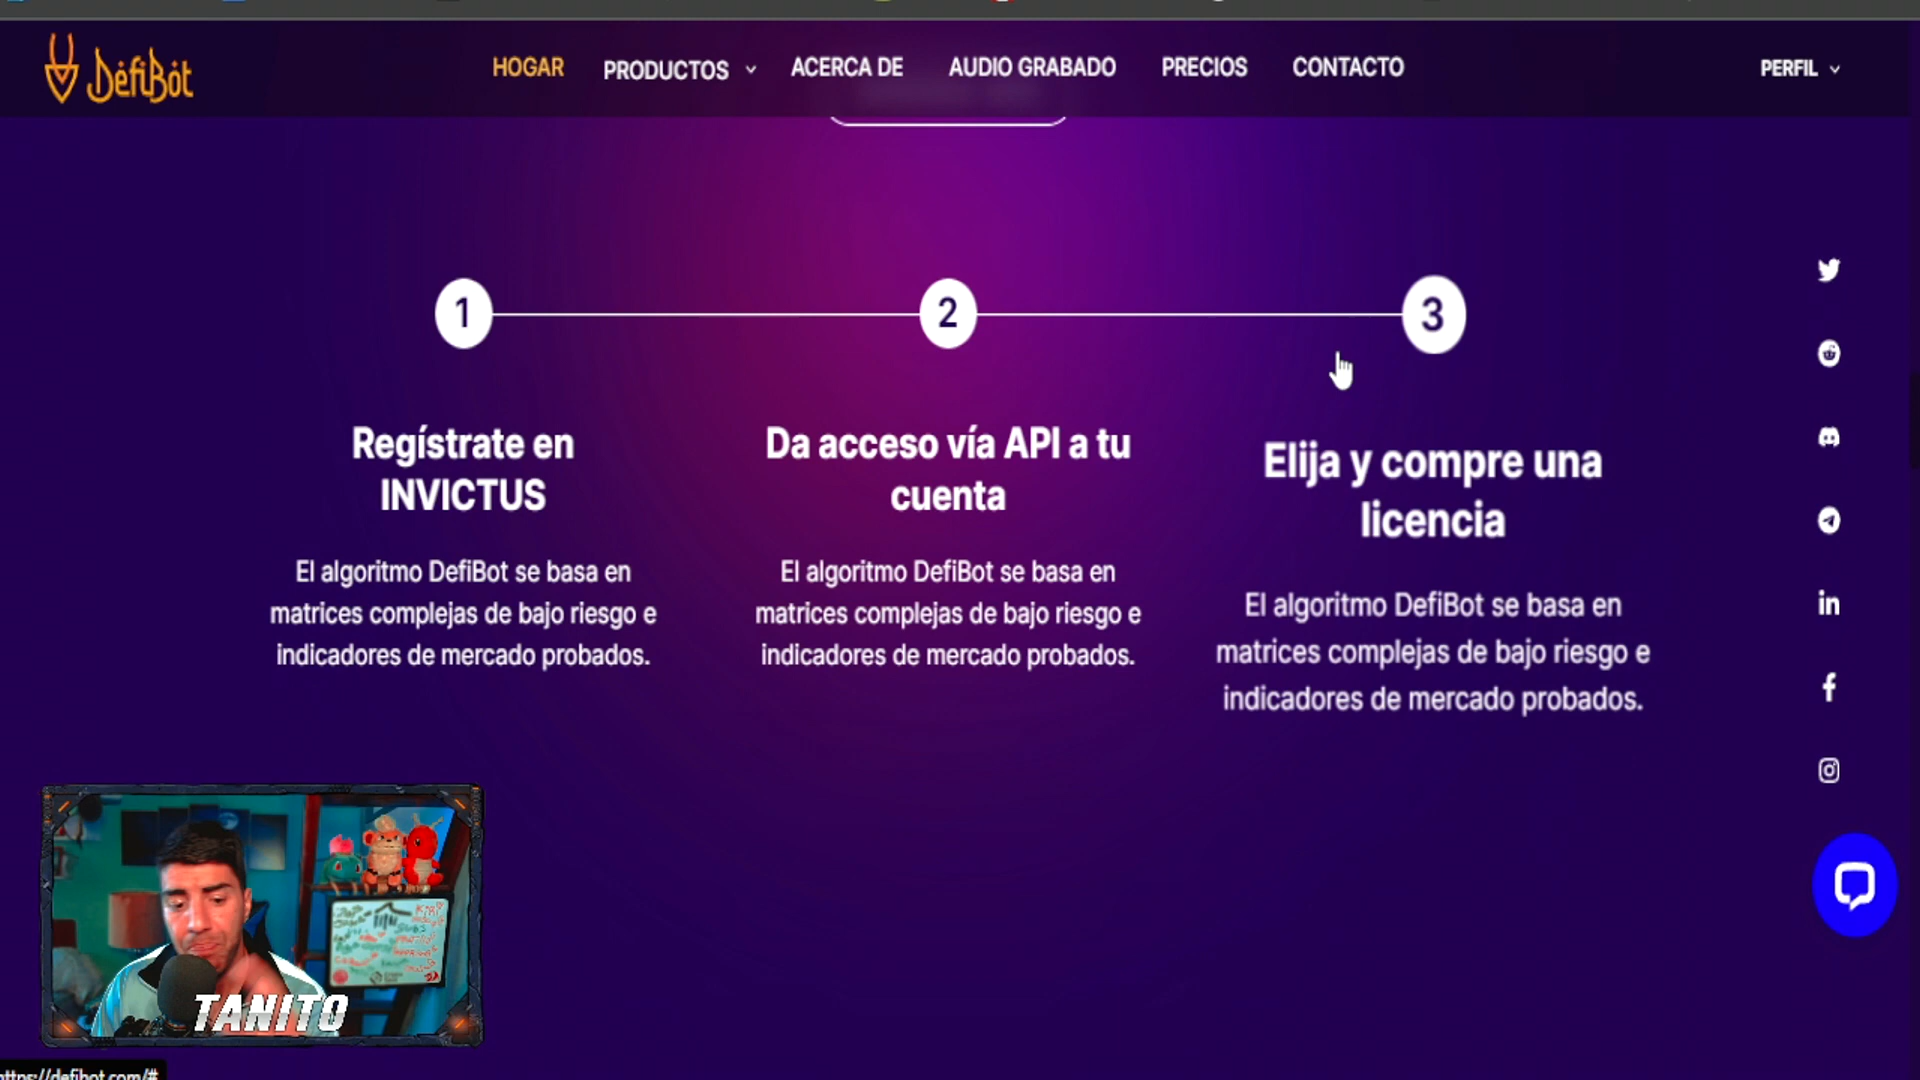 DefiBot
HOGAR
PRODUCTOS
ACERCA DE
AUDIO GRABADO
PRECIOS
CONTACTO
PERFIL
1
2
3
Regístrate en
INVICTUS
El algoritmo DefiBot se basa en
matrices complejas de bajo riesgo e
indicadores de mercado probados.
Da acceso vía API a tu
cuenta
El algoritmo DefiBot se basa en
matrices complejas de bajo riesgo e
indicadores de mercado probados.
Elija y compre una
licencia
El algoritmo DefiBot se basa en
matrices complejas de bajo riesgo e
indicadores de mercado probados.
TANITO
https://defibot.com/#